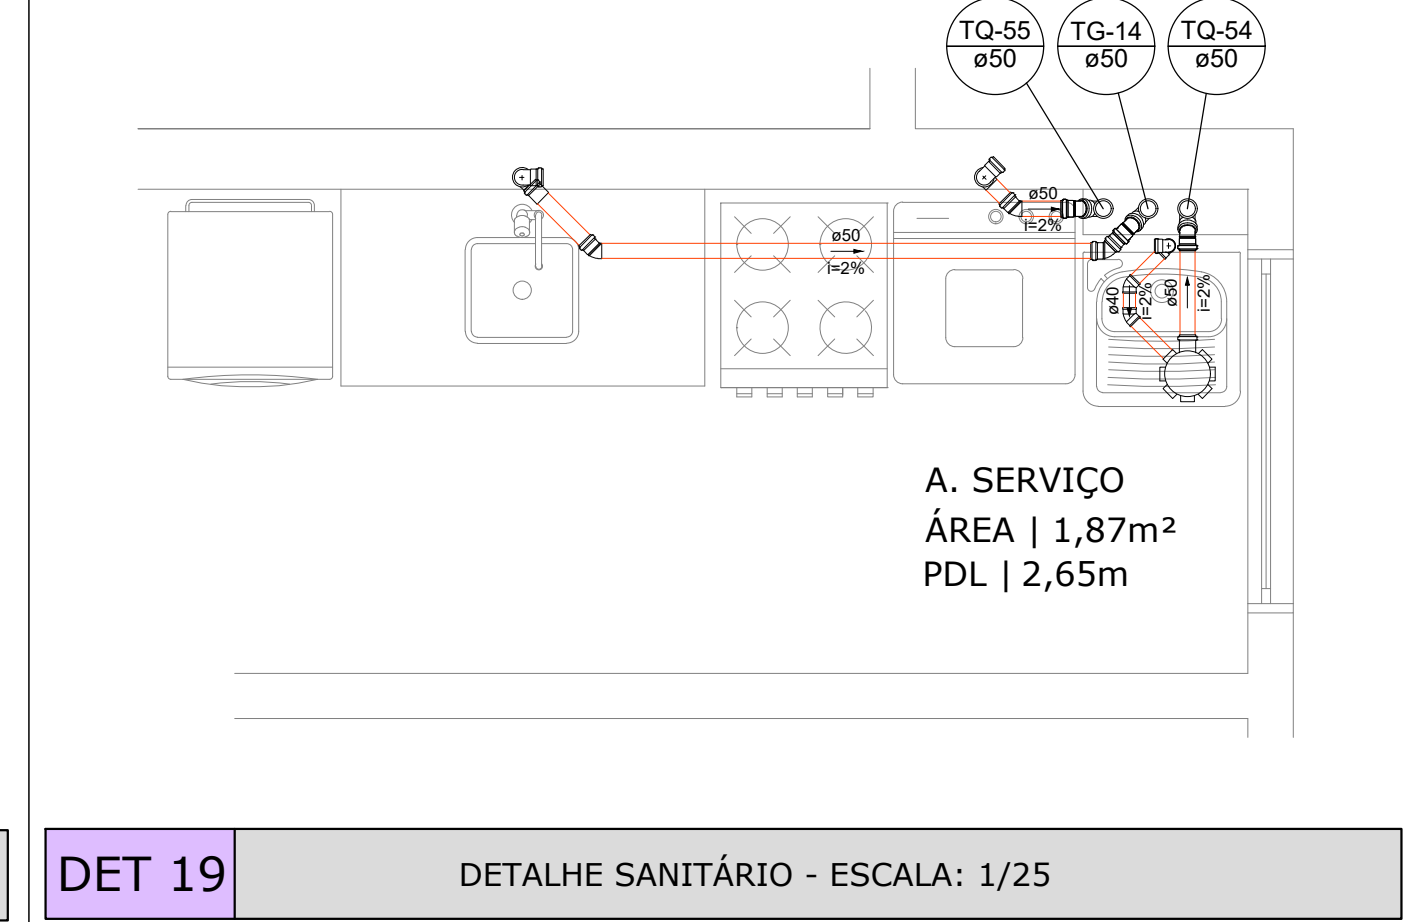 TQ-55
ø50
TG-14
ø50
TQ-54
ø50
ø50
i=2%
ø50
i=2%
ø40
i=2%
ø50
i=2%
A. SERVIÇO
ÁREA | 1,87m²
PDL | 2,65m
DET 19
DETALHE SANITÁRIO - ESCALA: 1/25